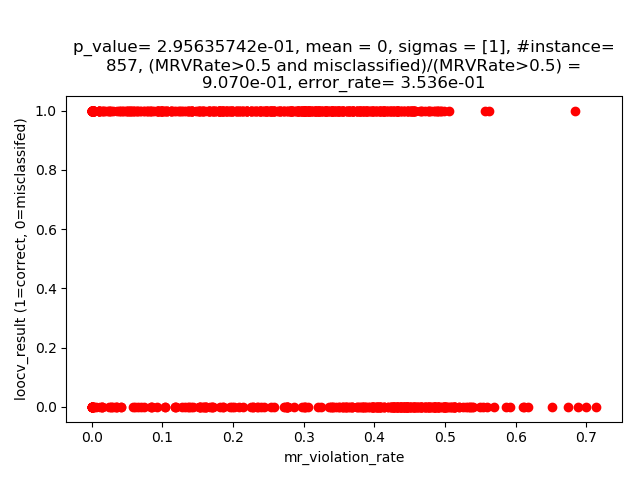 p_value= 2.95635742e-01, mean = 0, sigmas = [1], #instance=
857, (MRVRate>0.5 and misclassified)/(MRVRate>0.5) =
9.070e-01, error_rate= 3.536e-01
loocv_result (1=correct, 0=misclassifed)
1.0
0.8
0.6
0.4
0.2
0.0
0.0 0.1 0.2 0.3 0.4 0.5 0.6 0.7
mr_violation_rate